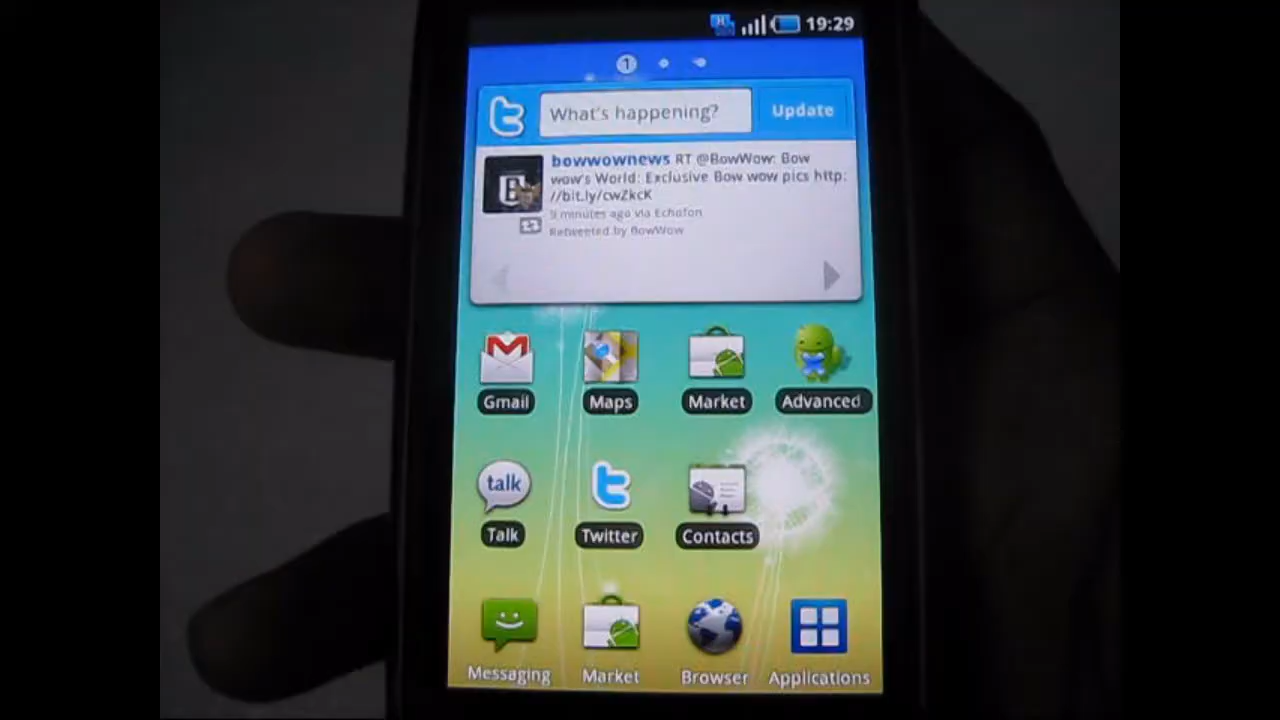 19:29
1
What's happening?
Update
bowwownews RT @BowWow: Bow
wow's World: Exclusive Bow wow pics http:
//bit.ly/cwZkcK
9 minutes ago via Echofon
Retweeted by BowWow
Gmail
Maps
Market
Advanced
talk
Talk
Twitter
Contacts
Messaging
Market
Browser
Applications